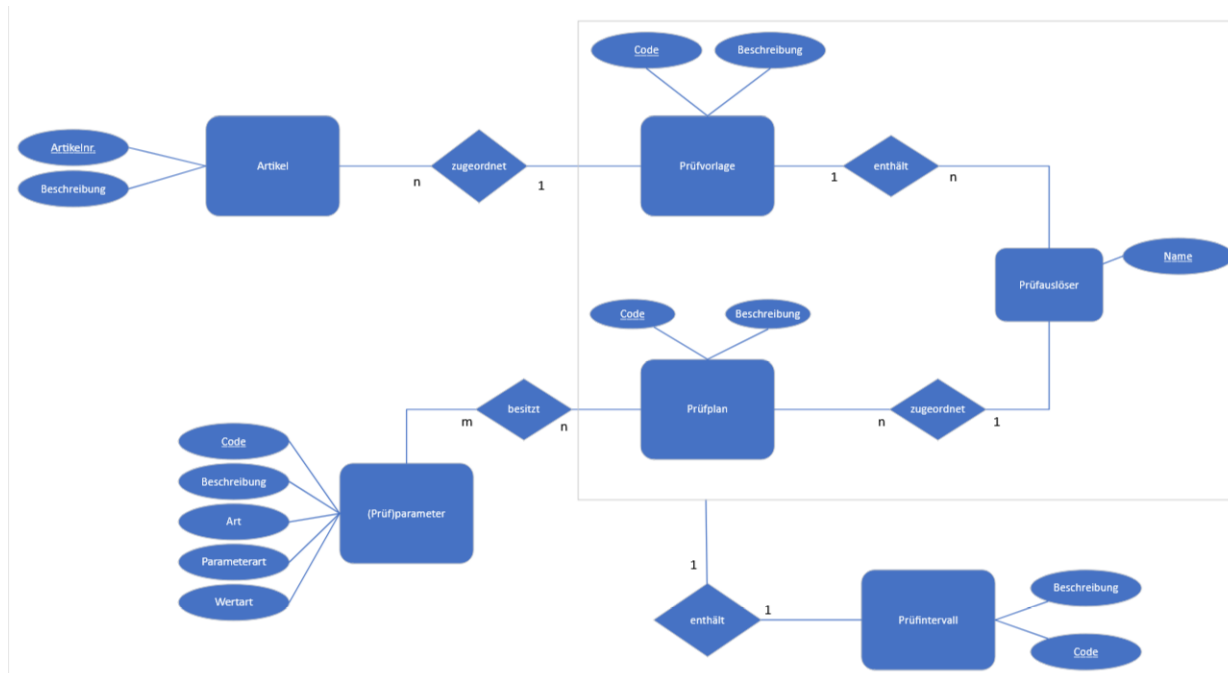 Code
Beschreibung
Artikelnr.
Beschreibung
Artikel
zugeordnet
n
1
Prüfvorlage
enthält
1
n
Prüfauslöser
Name
Code
Beschreibung
Prüfplan
zugeordnet
n
1
besitzt
m
n
Code
Beschreibung
Art
Parameterart
Wertart
(Prüf)parameter
1
enthält
1
Prüfintervall
Beschreibung
Code